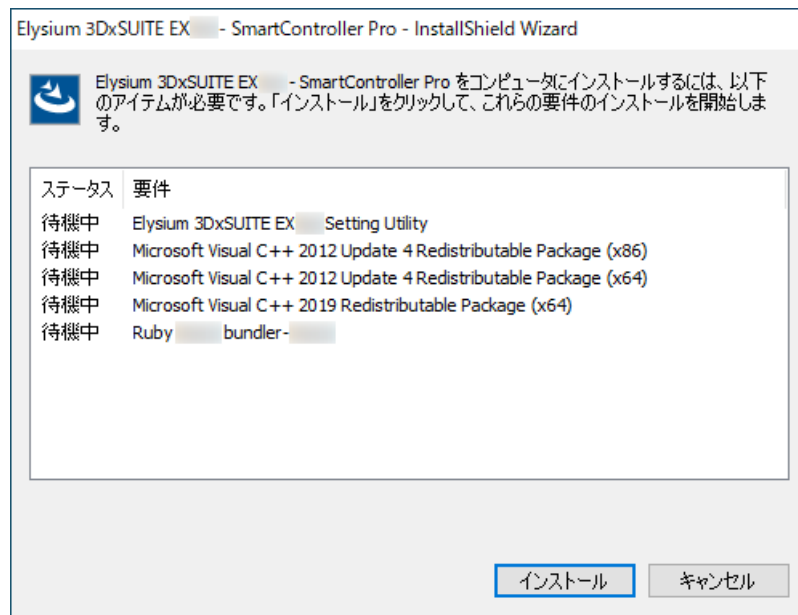 Elysium 3DxSUITE EX - SmartController Pro - InstallShield Wizard
Elysium 3DxSUITE EX - SmartController Pro をコンピュータにインストールするには、以下
のアイテムが必要です。「インストール」をクリックして、これらの要件のインストールを開始しま
す。
ステータス 要件
待機中 Elysium 3DxSUITE EX Setting Utility
待機中 Microsoft Visual C++ 2012 Update 4 Redistributable Package (x86)
待機中 Microsoft Visual C++ 2012 Update 4 Redistributable Package (x64)
待機中 Microsoft Visual C++ 2019 Redistributable Package (x64)
待機中 Ruby bundler-
インストール キャンセル